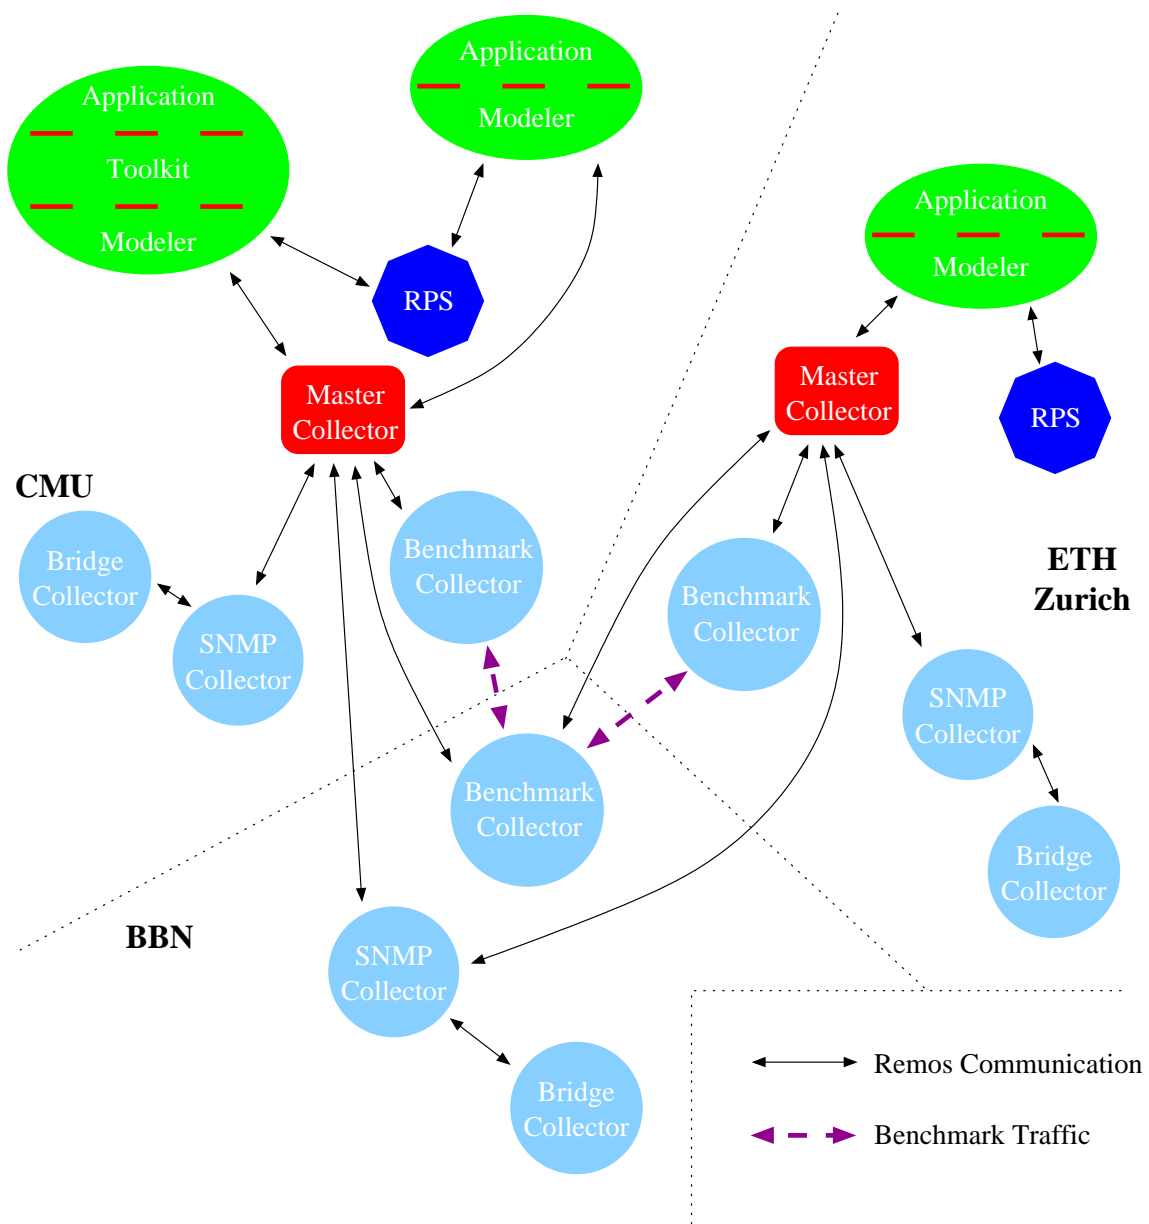 Application
Toolkit
Modeler
Application
Modeler
RPS
Master
Collector
CMU
Bridge
Collector
SNMP
Collector
Benchmark
Collector
Application
Modeler
Master
Collector
RPS
ETH
Zurich
Benchmark
Collector
SNMP
Collector
Bridge
Collector
Benchmark
Collector
BBN
SNMP
Collector
Bridge
Collector
Remos Communication
Benchmark Traffic